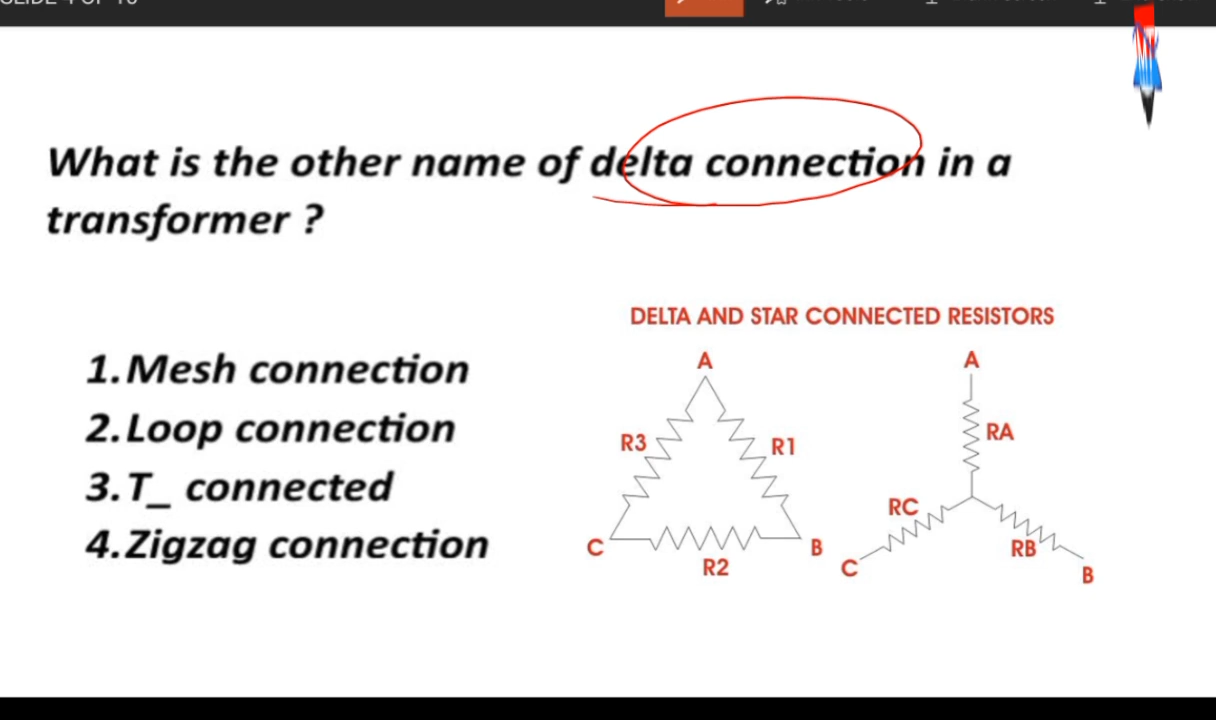 What is the other name of delta connection in a
transformer ?
DELTA AND STAR CONNECTED RESISTORS
1.Mesh connection
2.Loop connection
3.T_ connected
4.Zigzag connection
A
R3
R1
C
B
R2
A
RA
RC
RB
C
B